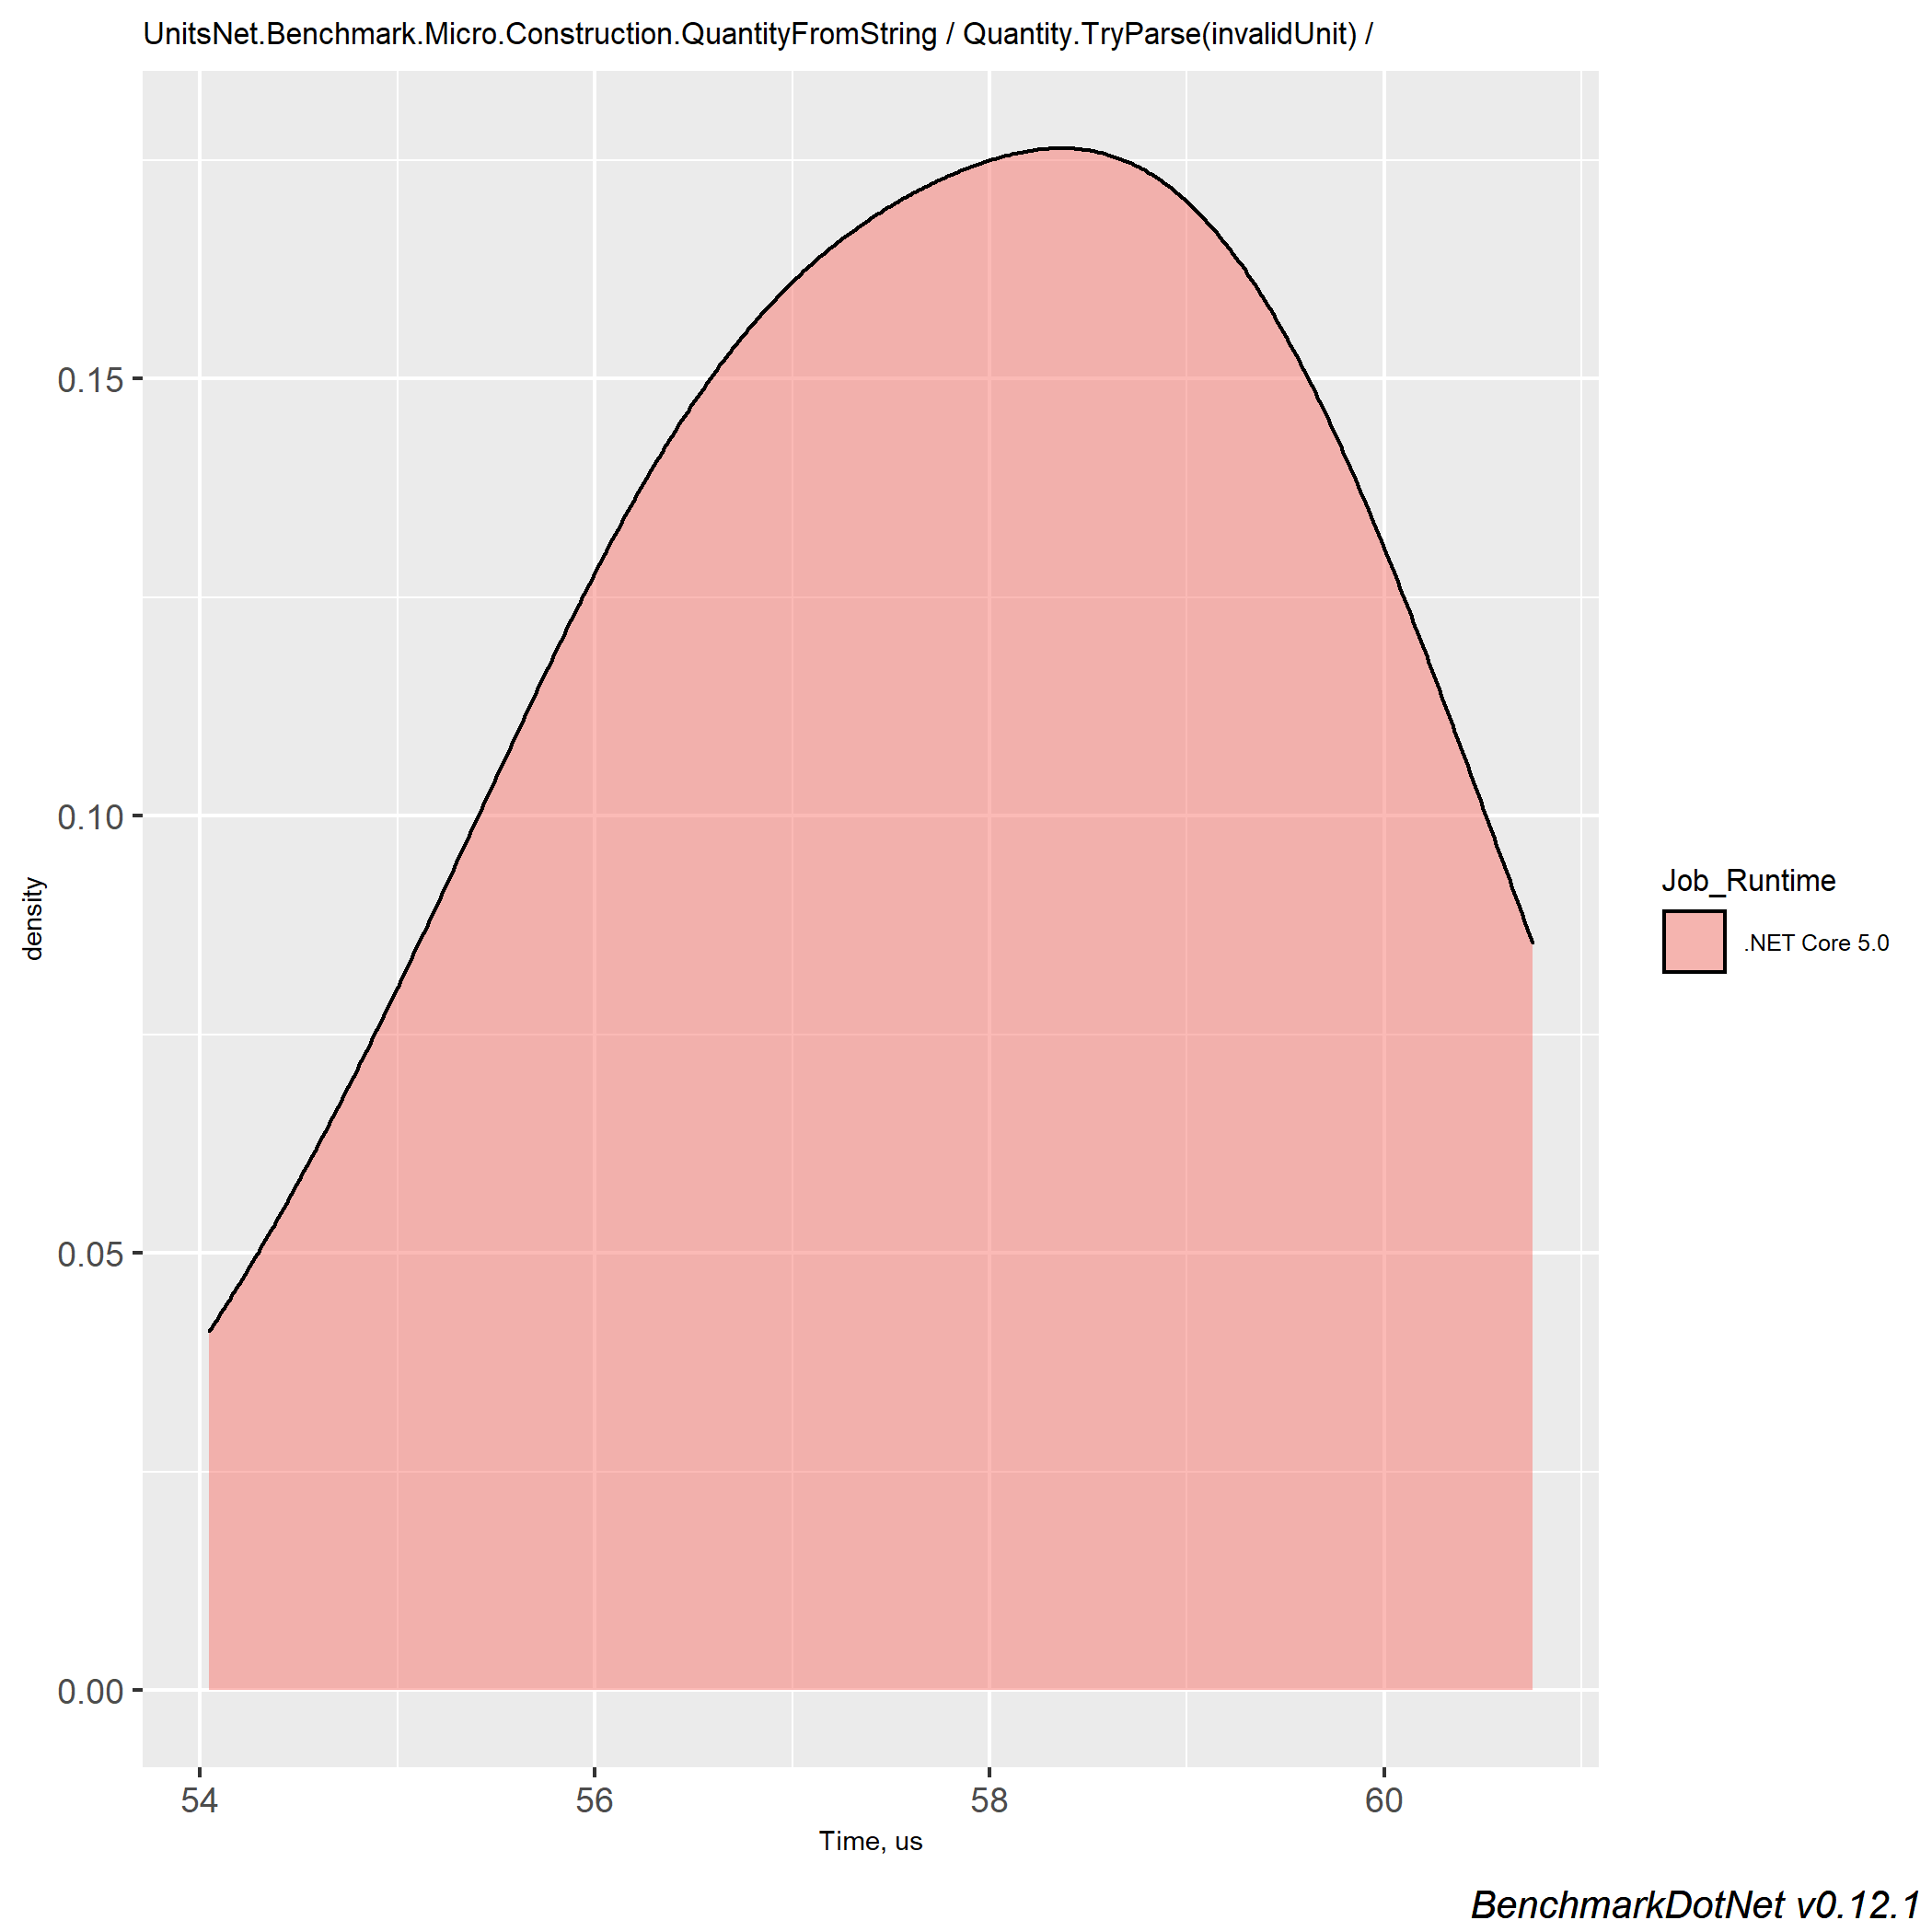 UnitsNet.Benchmark.Micro.Construction.QuantityFromString / Quantity.TryParse(invalidUnit) /
0.15
0.10
0.05
0.00
density
54 56 58 60
Time, us
Job_Runtime
.NET Core 5.0
BenchmarkDotNet v0.12.1